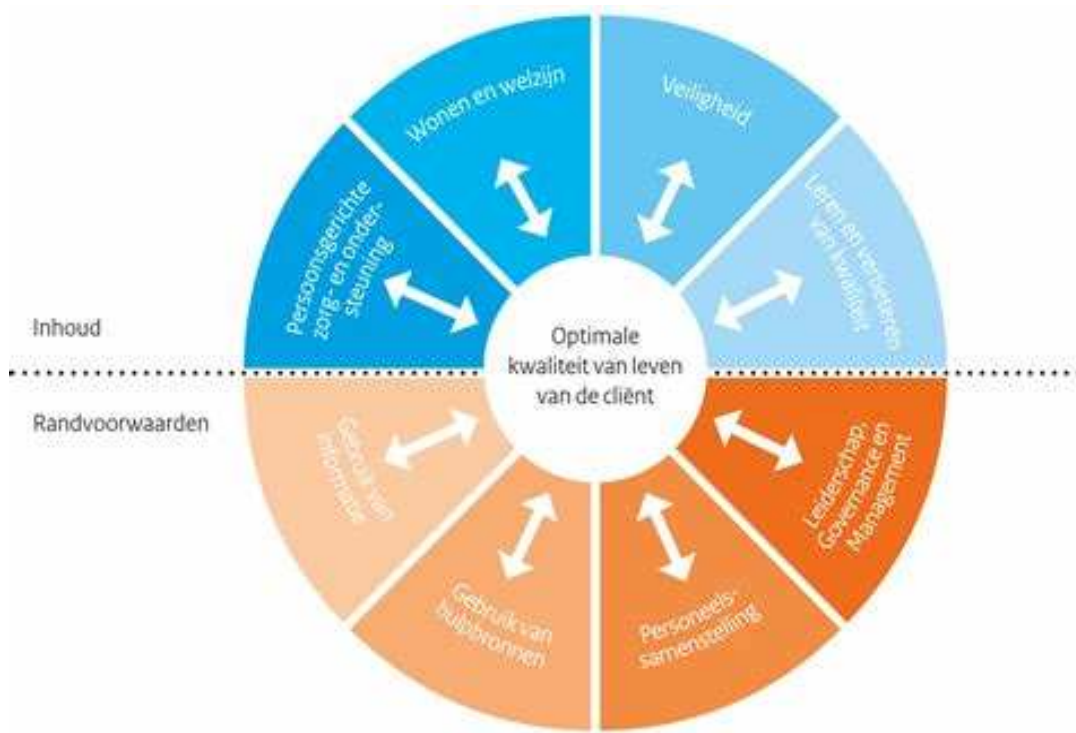 Wonen en welzijn
Veiligheid
Persoonsgerichte
zorg- en onder-
steuning
Leren en verbeteren
van kwaliteit
Inhoud
Optimale
kwaliteit van leven
van de cliënt
Randvoorwaarden
Gebruik van
informatie
Leiderschap,
Governance en
Management
Gebruik van
hulpbronnen
Personeels-
samenstelling